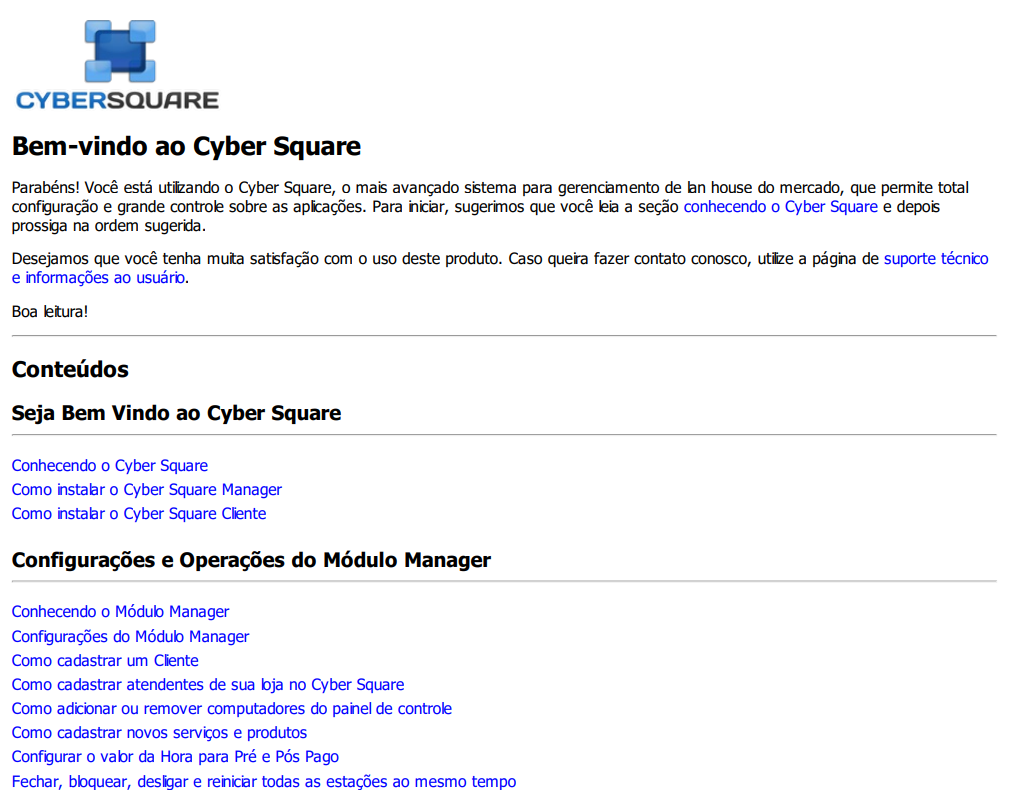 CYBERSQUARE
Bem-vindo ao Cyber Square
Parabéns! Você está utilizando o Cyber Square, o mais avançado sistema para gerenciamento de lan house do mercado, que permite total
configuração e grande controle sobre as aplicações. Para iniciar, sugerimos que você leia a seção conhecendo o Cyber Square e depois
prossiga na ordem sugerida.
Desejamos que você tenha muita satisfação com o uso deste produto. Caso queira fazer contato conosco, utilize a página de suporte técnico
e informações ao usuário.
Boa leitura!
Conteúdos
Seja Bem Vindo ao Cyber Square
Conhecendo o Cyber Square
Como instalar o Cyber Square Manager
Como instalar o Cyber Square Cliente
Configurações e Operações do Módulo Manager
Conhecendo o Módulo Manager
Configurações do Módulo Manager
Como cadastrar um Cliente
Como cadastrar atendentes de sua loja no Cyber Square
Como adicionar ou remover computadores do painel de controle
Como cadastrar novos serviços e produtos
Configurar o valor da Hora para Pré e Pós Pago
Fechar, bloquear, desligar e reiniciar todas as estações ao mesmo tempo